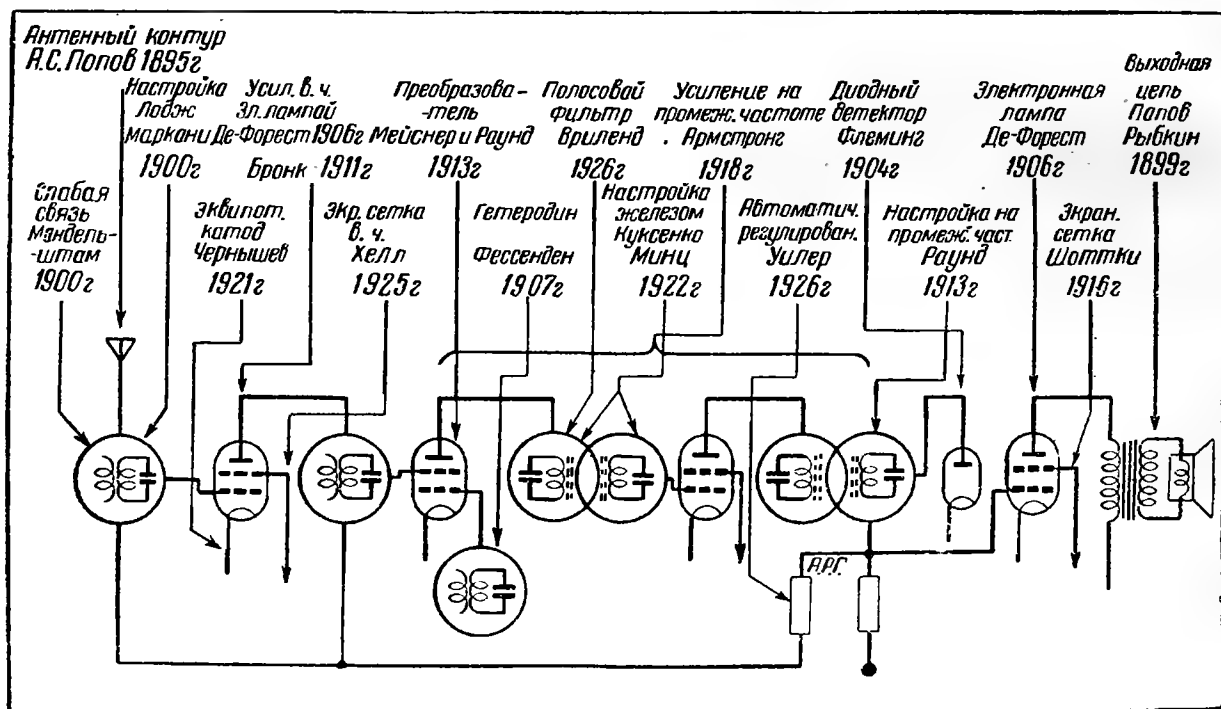 Антенный контур
А.С. Попов 1895г
Настройка
Лодж
маркани
1900г
Усил. в. ч.
Эл. лампой
Де-Форест 1906г
Бронк 1911г
Преобразова-
-тель
Мейснер и Раунд
1913г
Полосовой
фильтр
Вриленд
1926г
Усиление на
промеж. частоте
Армстронг
1918г
Диодный
детектор
Флеминг
1904г
Электронная
лампа
Де-Форест
1906г
Выходная
цепь
Попов
Рыбкин
1899г
Слабая
связь
Мандель-
-штам
1900г
Эквипот.
катод
Чернышев
1921г
Экр. сетка
в. ч.
Хелл
1925г
Гетеродин
Фессенден
1907г
Настройка
железом
Куксенко
Минц
1922г
Автоматич.
регулирован.
Уилер
1926г
Настройка на
промеж. част.
Раунд
1913г
Экран.
сетка
Шоттки
1916г
А.Р.Г.